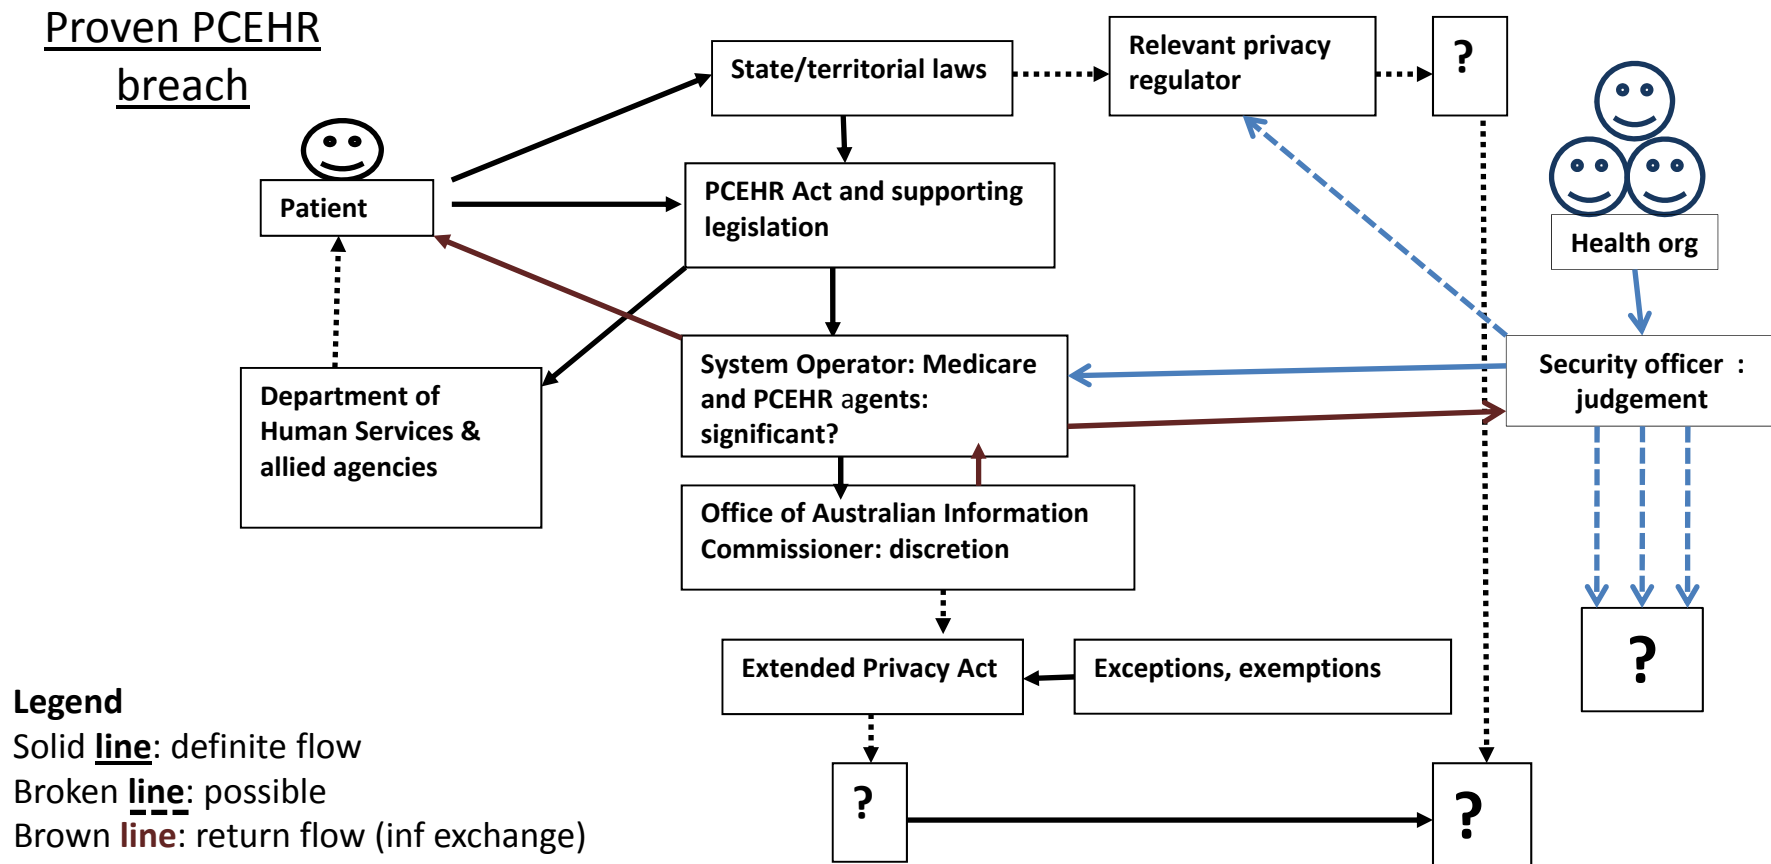 Proven PCEHR
breach
State/territorial laws
Relevant privacy
regulator
?
Patient
PCEHR Act and supporting
legislation
Health org
Department of
Human Services &
allied agencies
System Operator: Medicare
and PCEHR agents:
significant?
Security officer :
judgement
Office of Australian Information
Commissioner: discretion
Extended Privacy Act
Exceptions, exemptions
?
?
?
Legend
Solid line: definite flow
Broken line: possible
Brown line: return flow (inf exchange)